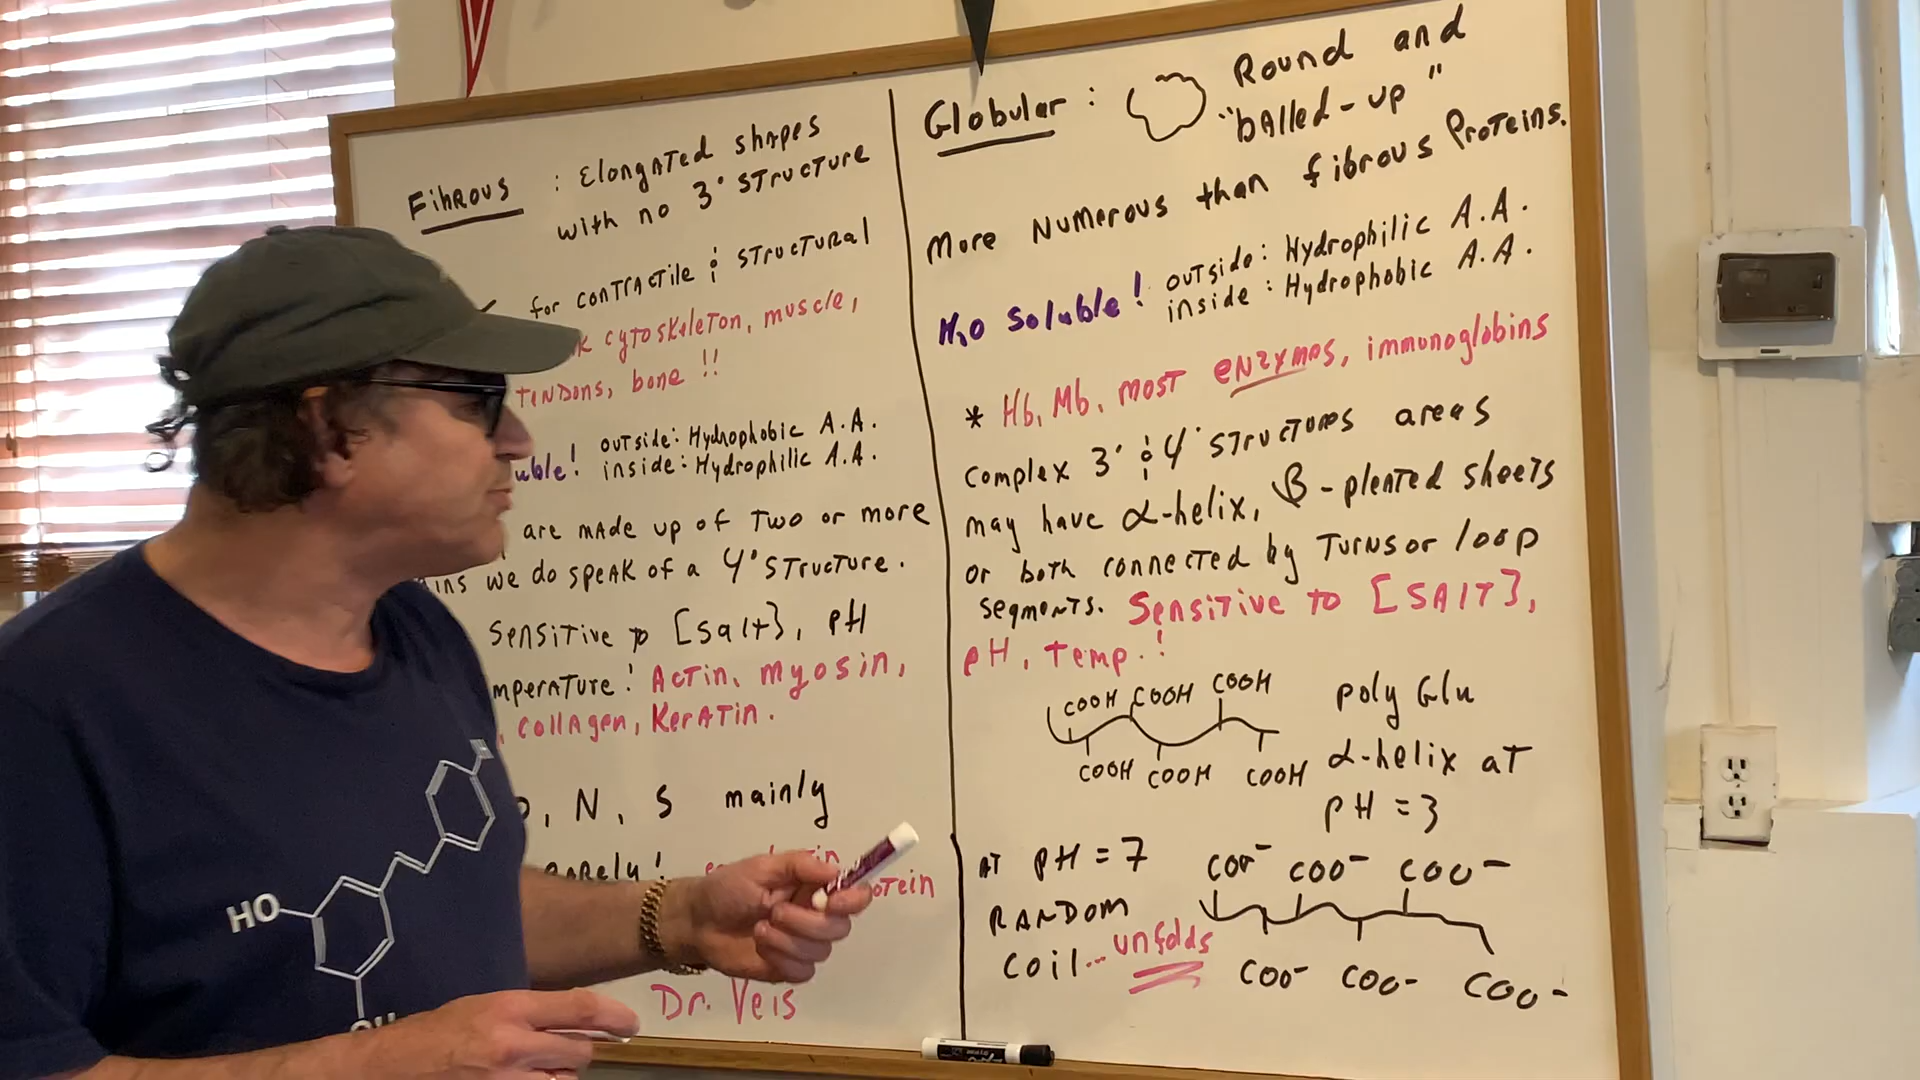 Fibrous : Elongated shapes
with no 3° structure
for contractile & structural
cytoskeleton, muscle,
tendons, bone !!
outside: Hydrophobic A.A.
uble! inside: Hydrophilic A.A.
are made up of two or more
ins we do speak of a 4° structure.
sensitive to [salt], pH
mperature! Actin, myosin,
, collagen, keratin.
, N, S mainly
rarely!
otein
Dr. Veis
Globular : Round and
"balled-up"
More Numerous than fibrous Proteins.
H2O Soluble! outside: Hydrophilic A.A.
inside: Hydrophobic A.A.
* Hb, Mb, most enzymes, immunoglobins
Complex 3° & 4° structures areas
may have α-helix, β-pleated sheets
or both connected by turns or loop
segments. Sensitive to [SAlT],
pH, temp.!
COOH COOH COOH poly Glu
COOH COOH COOH α-helix at
pH = 3
At pH = 7 COO- COO- COO-
RANDOM
coil... unfolds
COO- COO- COO-
HO
OH